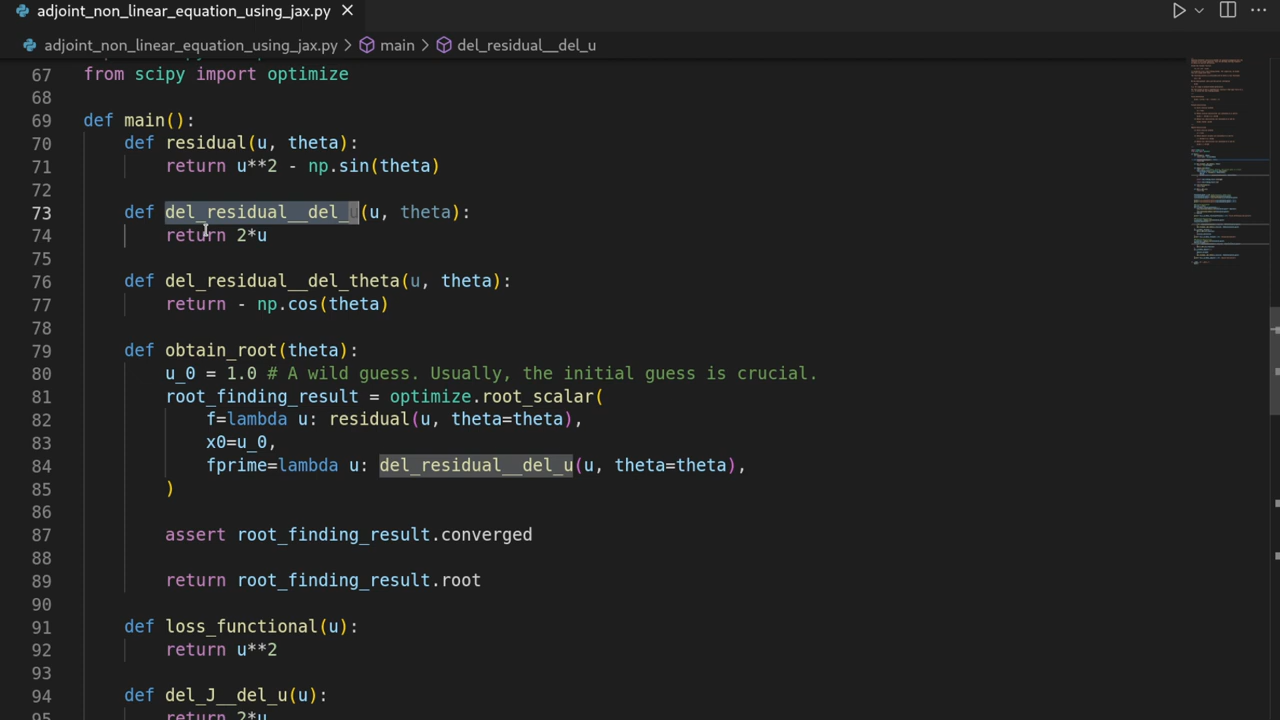 adjoint_non_linear_equation_using_jax.py
adjoint_non_linear_equation_using_jax.py > main > del_residual__del_u
67 from scipy import optimize
68
69 def main():
70 def residual(u, theta):
71 return u**2 - np.sin(theta)
72
73 def del_residual__del_u(u, theta):
74 return 2*u
75
76 def del_residual__del_theta(u, theta):
77 return - np.cos(theta)
78
79 def obtain_root(theta):
80 u_0 = 1.0 # A wild guess. Usually, the initial guess is crucial.
81 root_finding_result = optimize.root_scalar(
82 f=lambda u: residual(u, theta=theta),
83 x0=u_0,
84 fprime=lambda u: del_residual__del_u(u, theta=theta),
85 )
86
87 assert root_finding_result.converged
88
89 return root_finding_result.root
90
91 def loss_functional(u):
92 return u**2
93
94 def del_J__del_u(u):
95 return 2*u